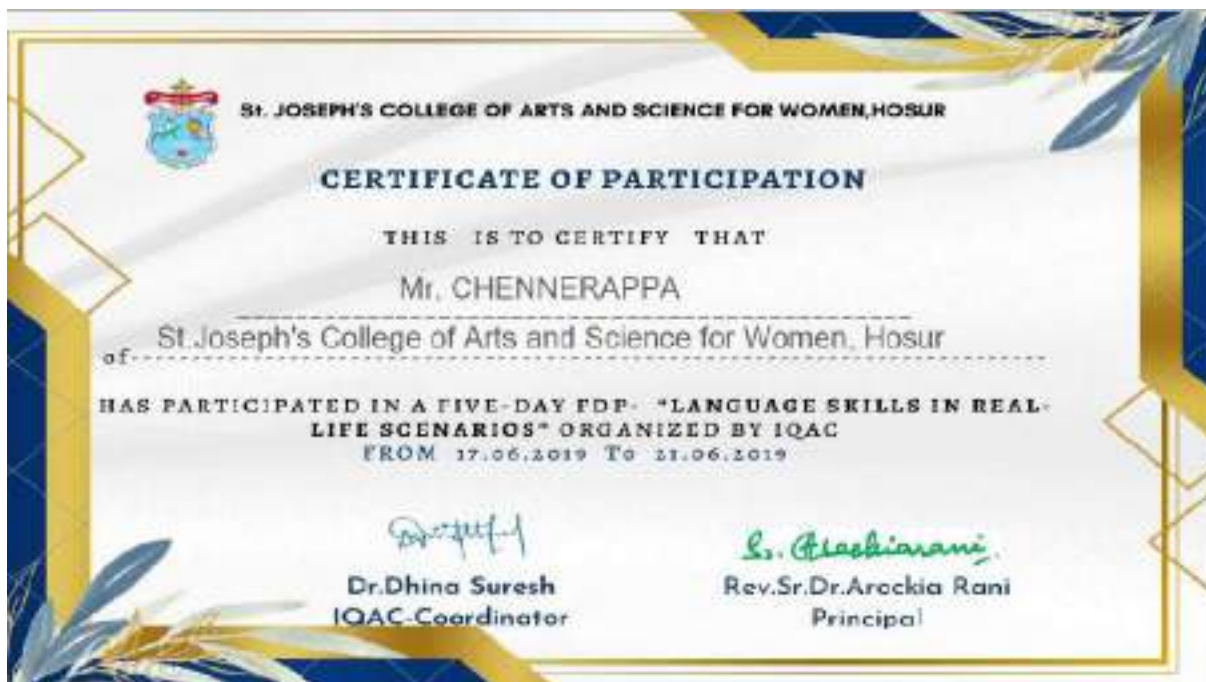 St. JOSEPH'S COLLEGE OF ARTS AND SCIENCE FOR WOMEN,HOSUR
CERTIFICATE OF PARTICIPATION
THIS IS TO CERTIFY THAT
Mr. CHENNERAPPA
of St.Joseph's College of Arts and Science for Women, Hosur
HAS PARTICIPATED IN A FIVE-DAY FDP- "LANGUAGE SKILLS IN REAL-
LIFE SCENARIOS" ORGANIZED BY IQAC
FROM 17.06.2019 To 21.06.2019
Sr. Arockiarani.
Dr.Dhina Suresh
Rev.Sr.Dr.Arockia Rani
IQAC-Coordinator
Principal